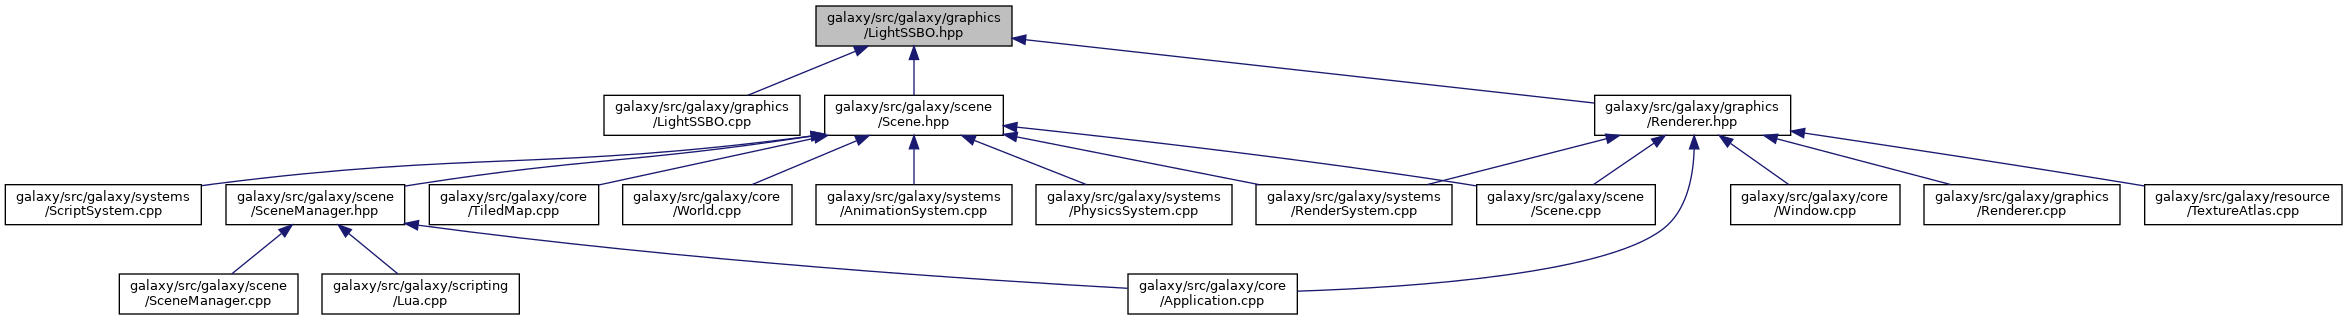 galaxy/src/galaxy/graphics
/LightSSBO.hpp
galaxy/src/galaxy/graphics
/LightSSBO.cpp
galaxy/src/galaxy/scene
/Scene.hpp
galaxy/src/galaxy/graphics
/Renderer.hpp
galaxy/src/galaxy/systems
/ScriptSystem.cpp
galaxy/src/galaxy/scene
/SceneManager.hpp
galaxy/src/galaxy/core
/TiledMap.cpp
galaxy/src/galaxy/core
/World.cpp
galaxy/src/galaxy/systems
/AnimationSystem.cpp
galaxy/src/galaxy/systems
/PhysicsSystem.cpp
galaxy/src/galaxy/systems
/RenderSystem.cpp
galaxy/src/galaxy/scene
/Scene.cpp
galaxy/src/galaxy/core
/Window.cpp
galaxy/src/galaxy/graphics
/Renderer.cpp
galaxy/src/galaxy/resource
/TextureAtlas.cpp
galaxy/src/galaxy/scene
/SceneManager.cpp
galaxy/src/galaxy/scripting
/Lua.cpp
galaxy/src/galaxy/core
/Application.cpp